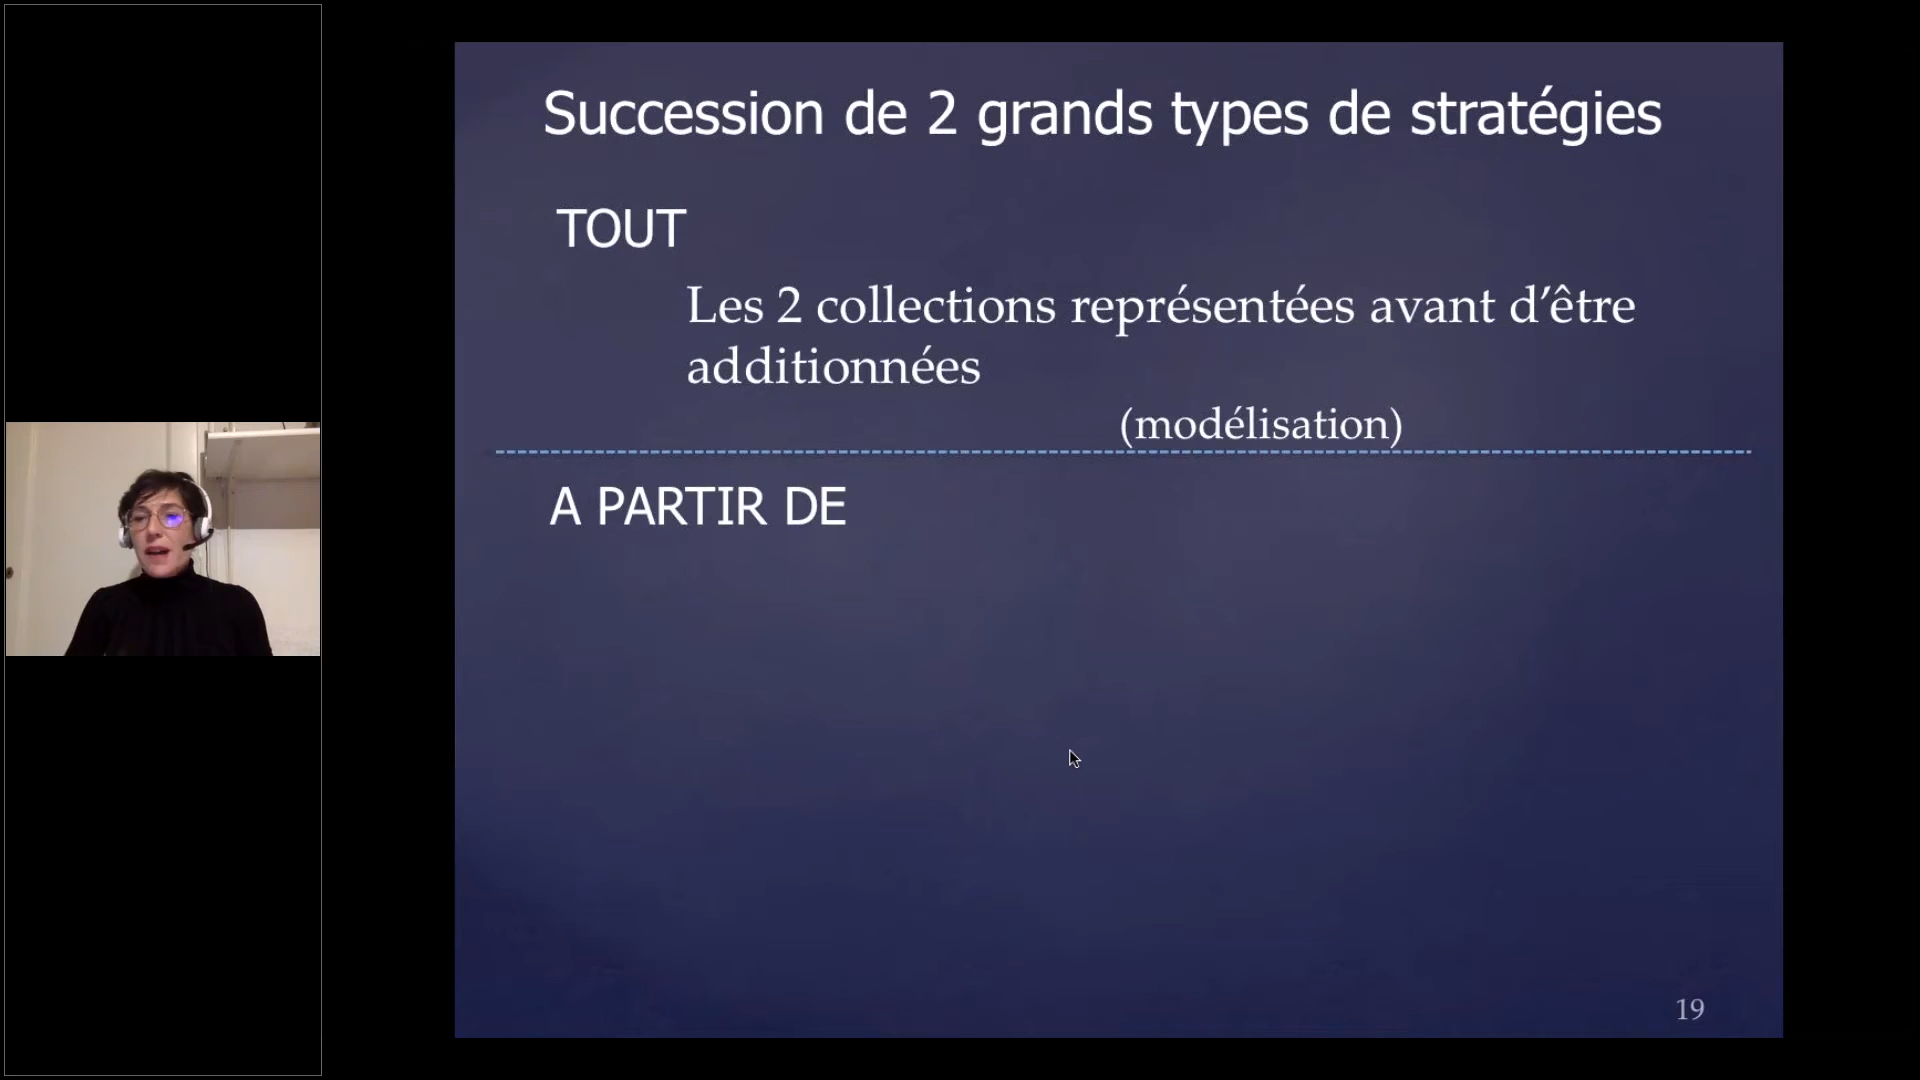 Succession de 2 grands types de stratégies
TOUT
Les 2 collections représentées avant d’être
additionnées
(modélisation)
A PARTIR DE
19